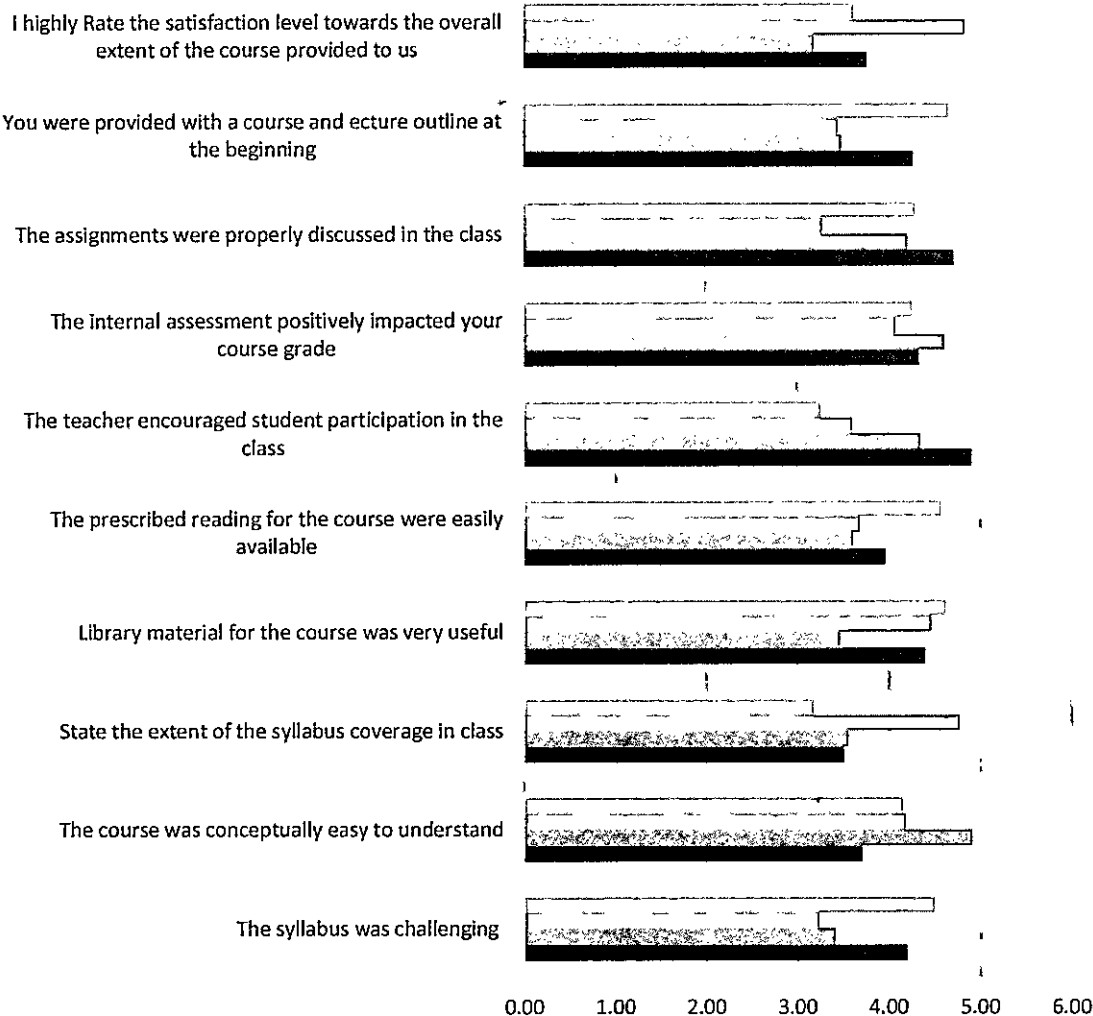 I highly Rate the satisfaction level towards the overall
extent of the course provided to us
You were provided with a course and ecture outline at
the beginning
The assignments were properly discussed in the class
The internal assessment positively impacted your
course grade
The teacher encouraged student participation in the
class
The prescribed reading for the course were easily
available
Library material for the course was very useful
State the extent of the syllabus coverage in class
The course was conceptually easy to understand
The syllabus was challenging
0.00 1.00 2.00 3.00 4.00 5.00 6.00